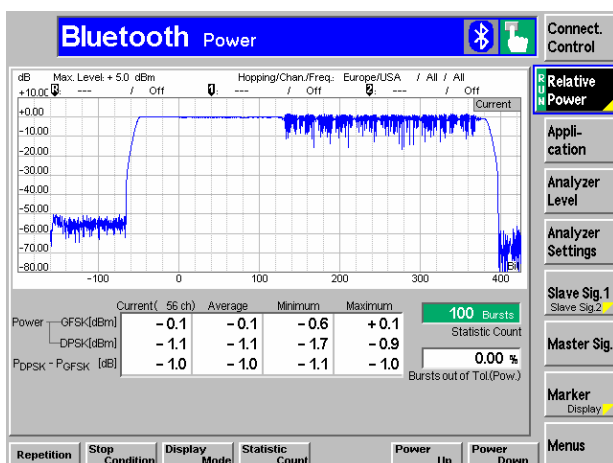 Bluetooth Power
Connect.
Control
dB Max. Level: + 5.0 dBm Hopping/Chan./Freq.: Europe/USA / All / All
+10.00 --- / Off --- / Off --- / Off
Current
+0.00
-10.00
-20.00
-30.00
-40.00
-50.00
-60.00
-70.00
-80.00
-100 0 100 200 300 400 Bit
RUN
Relative
Power
Appli-
cation
Analyzer
Level
Analyzer
Settings
Slave Sig.1
Slave Sig.2
Master Sig.
Marker
Display
Menus
Current( 56 ch) Average Minimum Maximum
Power GFSK[dBm] - 0.1 - 0.1 - 0.6 + 0.1
DPSK[dBm] - 1.1 - 1.1 - 1.7 - 0.9
PDPSK - PGFSK [dB] - 1.0 - 1.0 - 1.1 - 1.0
100 Bursts
Statistic Count
0.00 %
Bursts out of Tol.(Pow.)
Repetition
Stop
Condition
Display
Mode
Statistic
Count
Power
Up
Power
Down